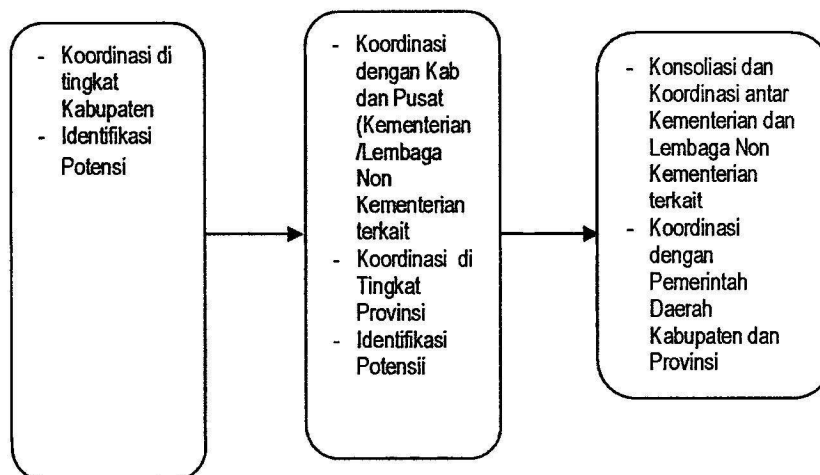 - Koordinasi di
tingkat
Kabupaten
- Identifikasi
Potensi
- Koordinasi
dengan Kab
dan Pusat
(Kementerian
/Lembaga
Non
Kementerian
terkait
- Koordinasi di
Tingkat
Provinsi
- Identifikasi
Potensii
- Konsoliasi dan
Koordinasi antar
Kementerian dan
Lembaga Non
Kementerian
terkait
- Koordinasi
dengan
Pemerintah
Daerah
Kabupaten dan
Provinsi